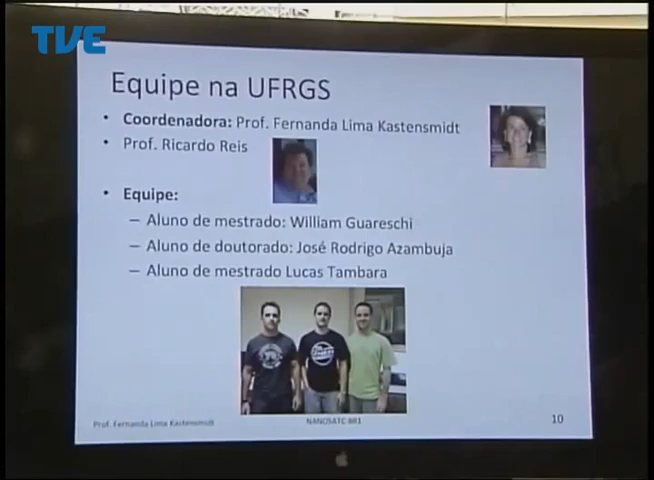 TVE
Equipe na UFRGS
• Coordenadora: Prof. Fernanda Lima Kastensmidt
• Prof. Ricardo Reis
• Equipe:
– Aluno de mestrado: William Guareschi
– Aluno de doutorado: José Rodrigo Azambuja
– Aluno de mestrado Lucas Tambara
Prof. Fernanda Lima Kastensmidt
NANOSATC-BR1
10